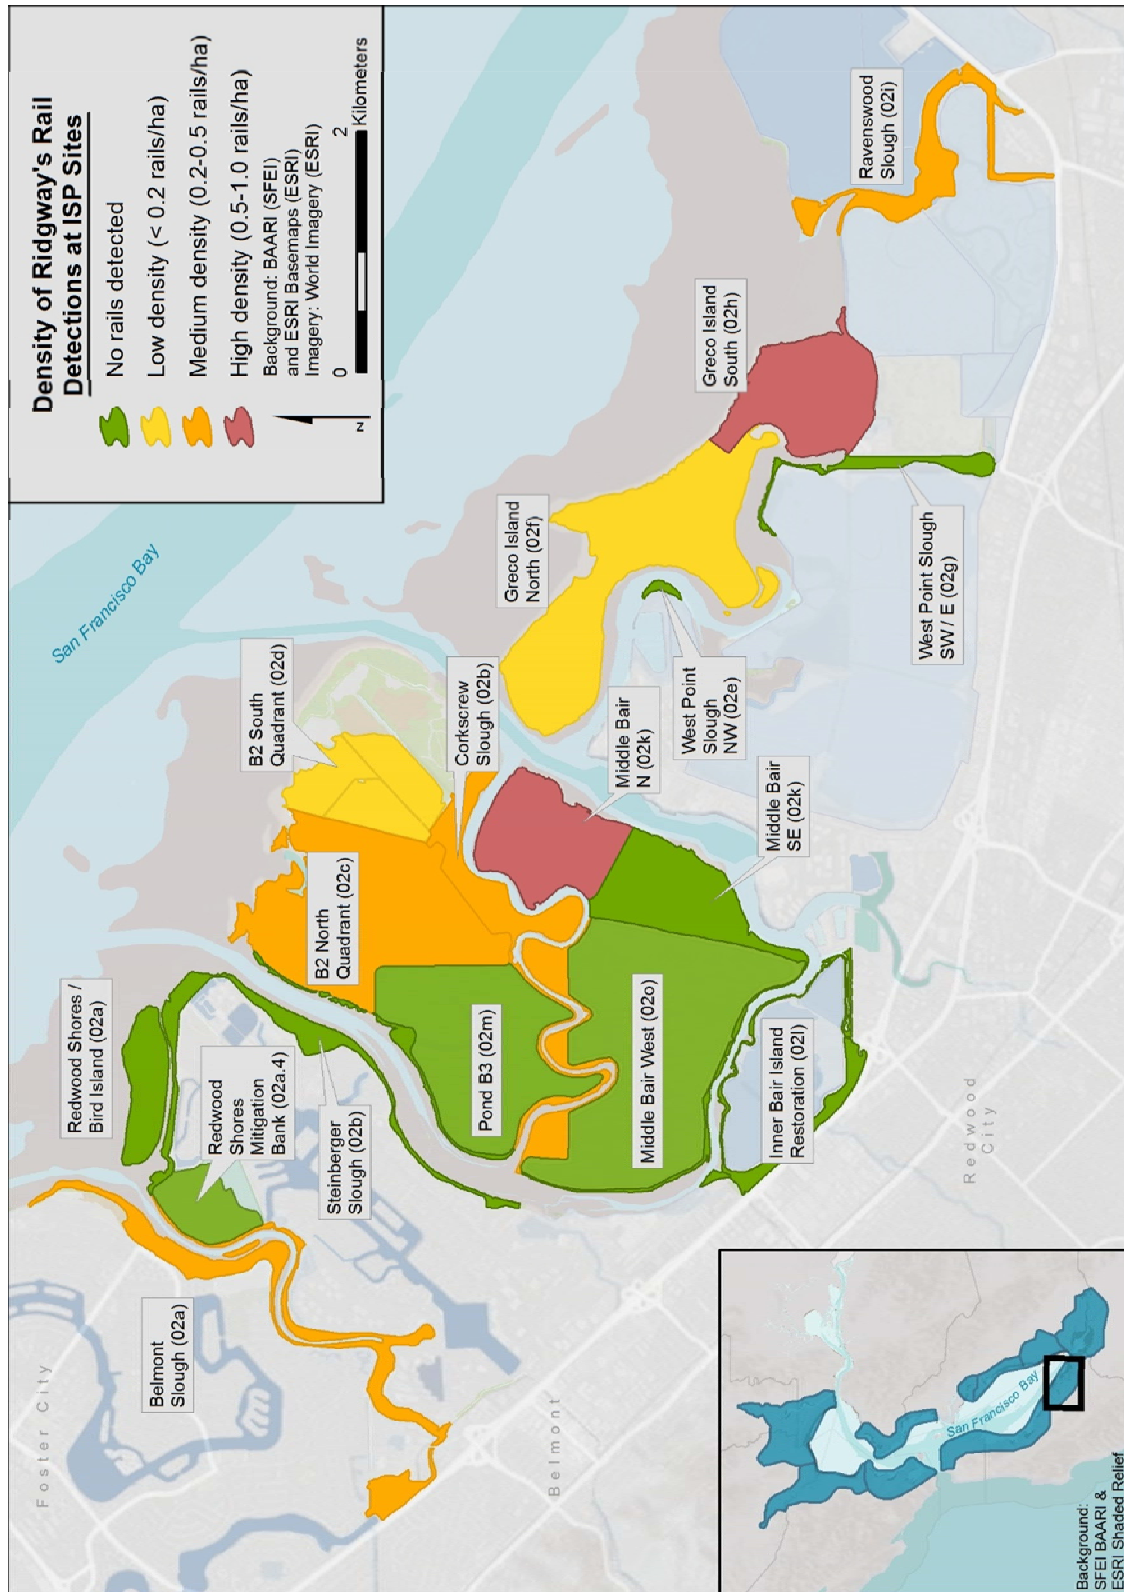 Density of Ridgway's Rail
Detections at ISP Sites
No rails detected
Low density (< 0.2 rails/ha)
Medium density (0.2-0.5 rails/ha)
High density (0.5-1.0 rails/ha)
Background: BAARI (SFEI)
and ESRI Basemaps (ESRI)
Imagery: World Imagery (ESRI)
N
0
2
Kilometers
Foster City
Belmont
Slough (02a)
Redwood Shores /
Bird Island (02a)
Redwood
Shores
Mitigation
Bank (02a.4)
Steinberger
Slough (02b)
B2 North
Quadrant (02c)
B2 South
Quadrant (02d)
San Francisco Bay
Corkscrew
Slough (02b)
Pond B3 (02m)
Middle Bair West (02o)
Middle Bair
N (02k)
Middle Bair
SE (02k)
Inner Bair Island
Restoration (02l)
Greco Island
North (02f)
West Point
Slough
NW (02e)
West Point Slough
SW / E (02g)
Greco Island
South (02h)
Ravenswood
Slough (02i)
Belmont
Redwood
City
San Francisco Bay
Background:
SFEI BAARI &
ESRI Shaded Relief